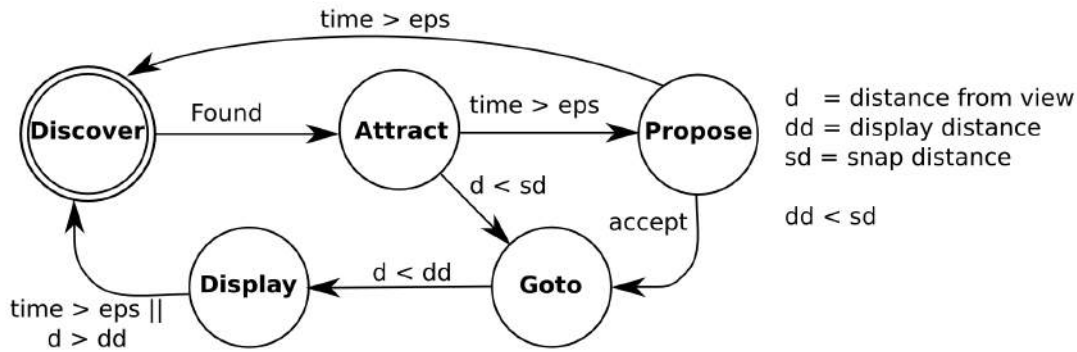 time > eps
Discover
Found
Attract
time > eps
Propose
d = distance from view
dd = display distance
sd = snap distance
d < sd
accept
dd < sd
Display
d < dd
Goto
time > eps ||
d > dd